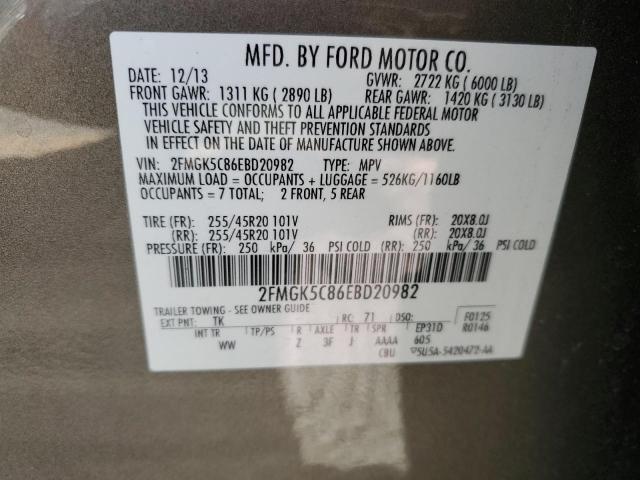 MFD. BY FORD MOTOR CO.
DATE: 12/13 GVWR: 2722 KG ( 6000 LB)
FRONT GAWR: 1311 KG ( 2890 LB) REAR GAWR: 1420 KG ( 3130 LB)
THIS VEHICLE CONFORMS TO ALL APPLICABLE FEDERAL MOTOR
VEHICLE SAFETY AND THEFT PREVENTION STANDARDS
IN EFFECT ON THE DATE OF MANUFACTURE SHOWN ABOVE.
VIN: 2FMGK5C86EBD20982 TYPE: MPV
MAXIMUM LOAD = OCCUPANTS + LUGGAGE = 526KG/1160LB
OCCUPANTS = 7 TOTAL; 2 FRONT, 5 REAR
TIRE (FR): 255/45R20 101V RIMS (FR): 20X8.0J
(RR): 255/45R20 101V (RR): 20X8.0J
PRESSURE (FR): 250 kPa/ 36 PSI COLD (RR): 250 kPa/ 36 PSI COLD
2FMGK5C86EBD20982
TRAILER TOWING - SEE OWNER GUIDE
EXT PNT: TK RC: 71 DSO: F0125
INT TR TP/PS R AXLE TR SPR EP31D R0146
WW Z 3F J AAAA 605
CBU 5U5A-5420472-AA